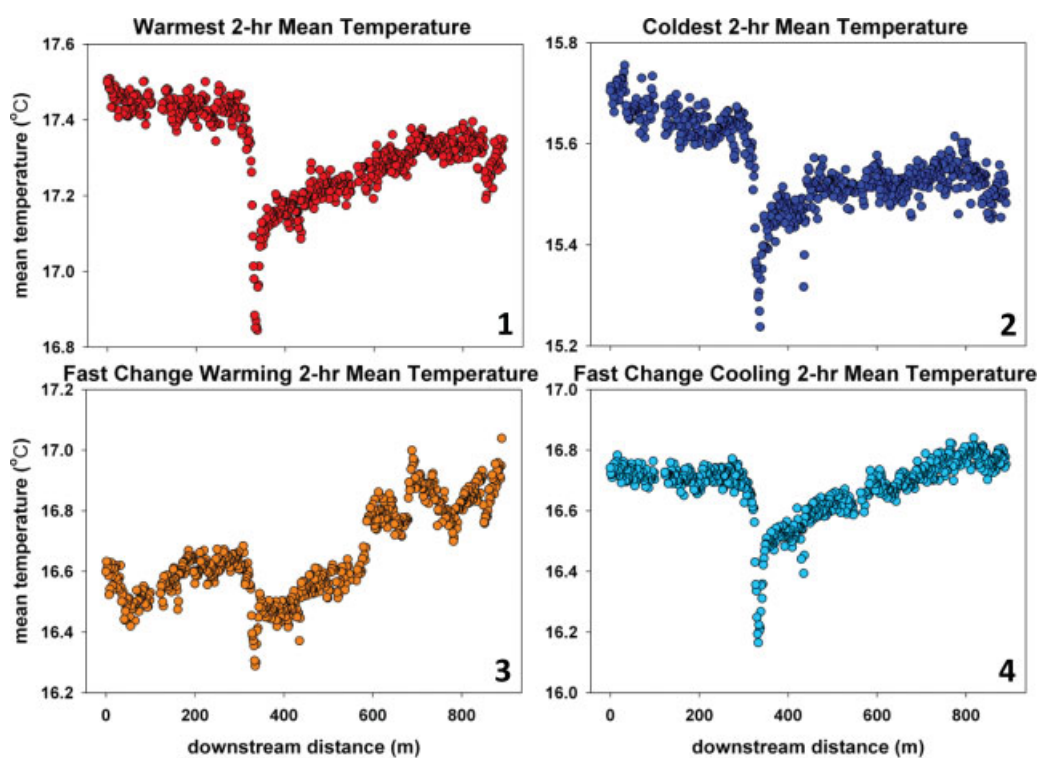 Warmest 2-hr Mean Temperature
17.6
17.4
17.2
17.0
16.8
mean temperature (°C)
1
Coldest 2-hr Mean Temperature
15.8
15.6
15.4
15.2
2
Fast Change Warming 2-hr Mean Temperature
17.2
17.0
16.8
16.6
16.4
16.2
mean temperature (°C)
3
0 200 400 600 800
downstream distance (m)
Fast Change Cooling 2-hr Mean Temperature
17.0
16.8
16.6
16.4
16.2
16.0
4
0 200 400 600 800
downstream distance (m)